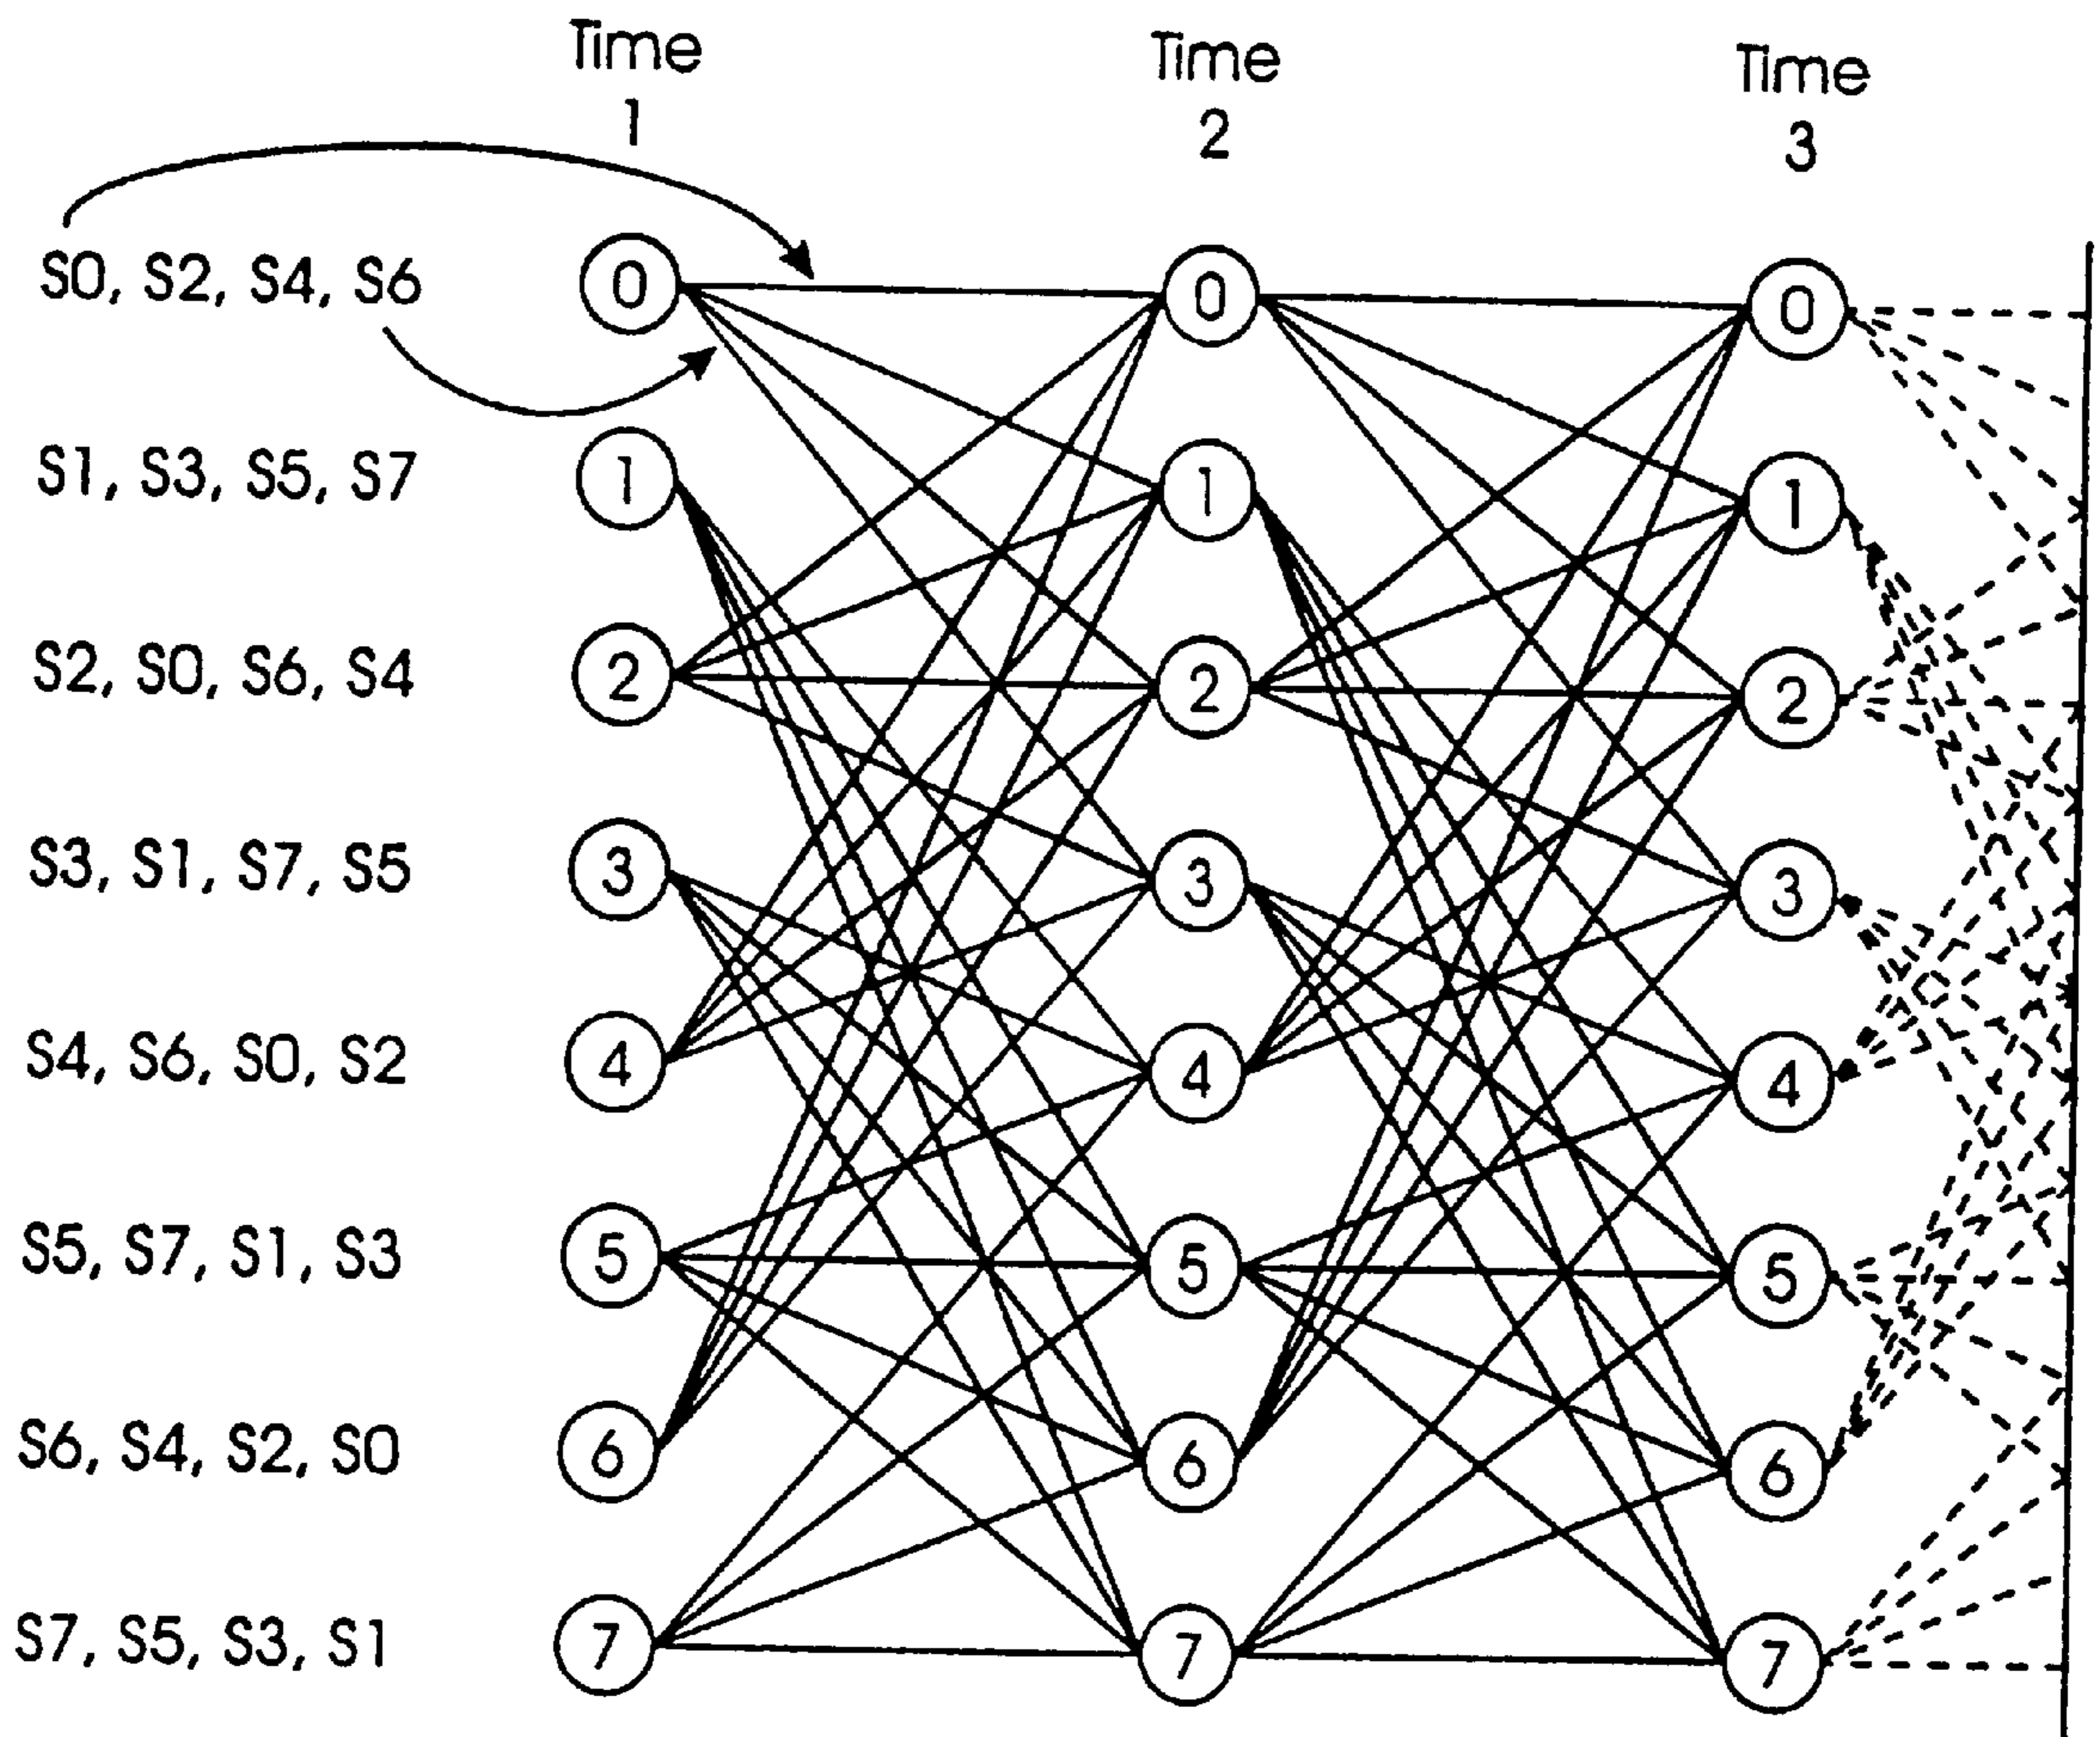 Time Time Time
1 2 3
S0, S2, S4, S6 0 0 0
S1, S3, S5, S7 1 1 1
S2, S0, S6, S4 2 2 2
S3, S1, S7, S5 3 3 3
S4, S6, S0, S2 4 4 4
S5, S7, S1, S3 5 5 5
S6, S4, S2, S0 6 6 6
S7, S5, S3, S1 7 7 7